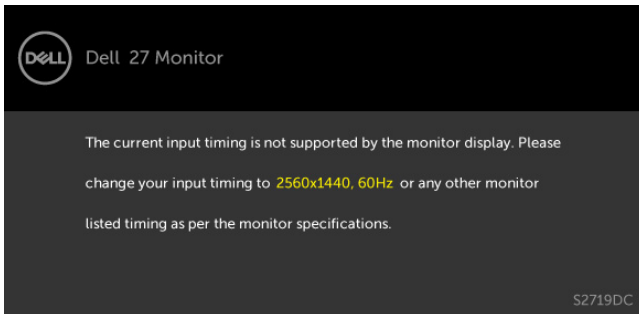 DELL Dell 27 Monitor
The current input timing is not supported by the monitor display. Please
change your input timing to 2560x1440, 60Hz or any other monitor
listed timing as per the monitor specifications.
S2719DC